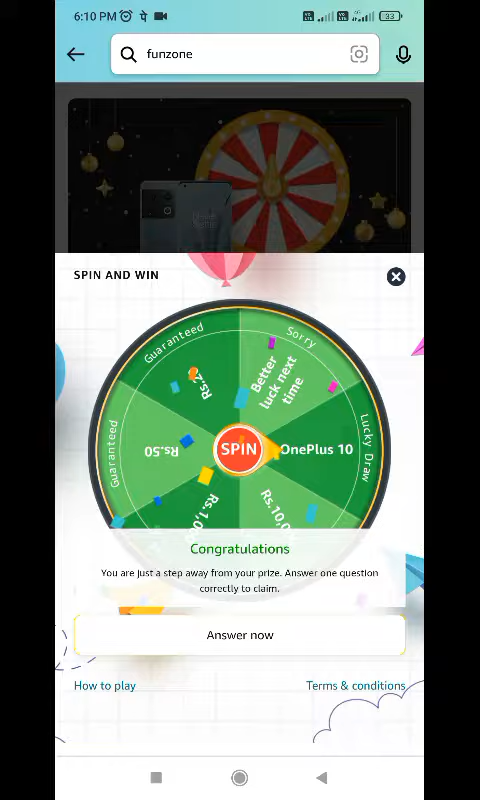 6:10 PM
33
funzone
SPIN AND WIN
Guaranteed
Sorry
Better
luck next
time
Guaranteed
Rs.50
SPIN
OnePlus 10
Lucky Draw
Congratulations
You are just a step away from your prize. Answer one question
correctly to claim.
Answer now
How to play
Terms & conditions